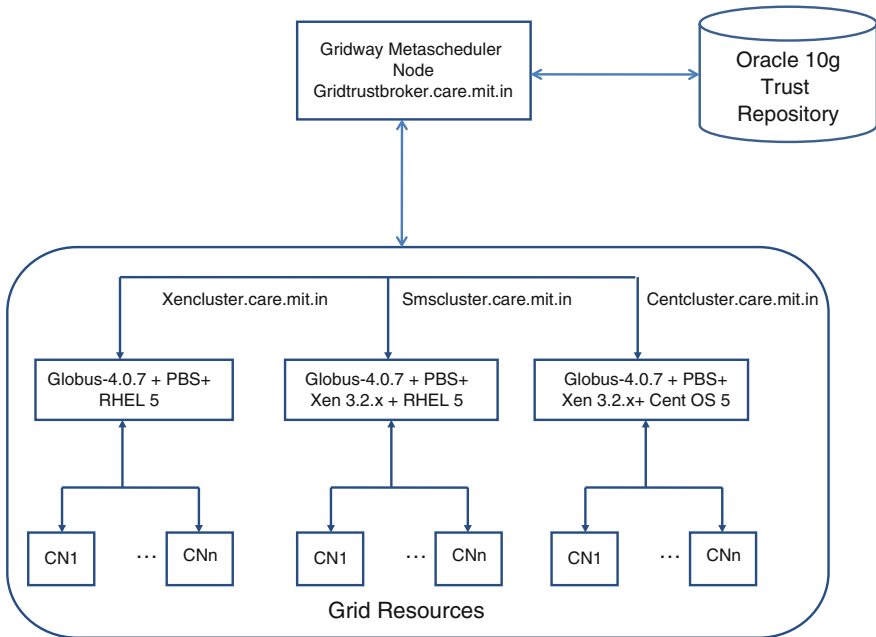 Gridway Metascheduler
Node
Gridtrustbroker.care.mit.in
Oracle 10g
Trust
Repository
Xencluster.care.mit.in
Smscluster.care.mit.in
Centcluster.care.mit.in
Globus-4.0.7 + PBS+
RHEL 5
Globus-4.0.7 + PBS+
Xen 3.2.x + RHEL 5
Globus-4.0.7 + PBS+
Xen 3.2.x+ Cent OS 5
CN1
...
CNn
CN1
...
CNn
CN1
...
CNn
Grid Resources